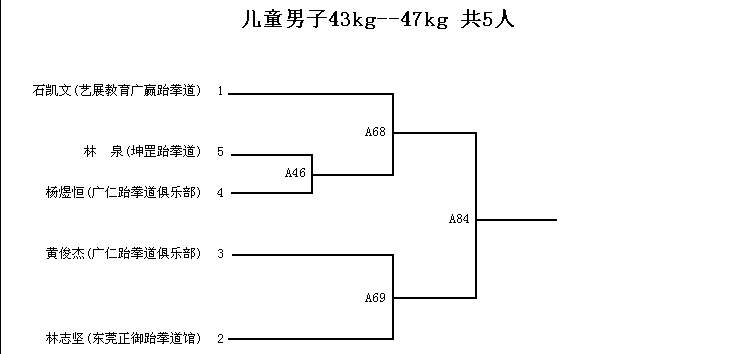 儿童男子43kg--47kg 共5人
石凯文(艺展教育广赢跆拳道) 1
A68
林 泉(坤罡跆拳道) 5
A46
杨煜恒(广仁跆拳道俱乐部) 4
A84
黄俊杰(广仁跆拳道俱乐部) 3
A69
林志坚(东莞正御跆拳道馆) 2